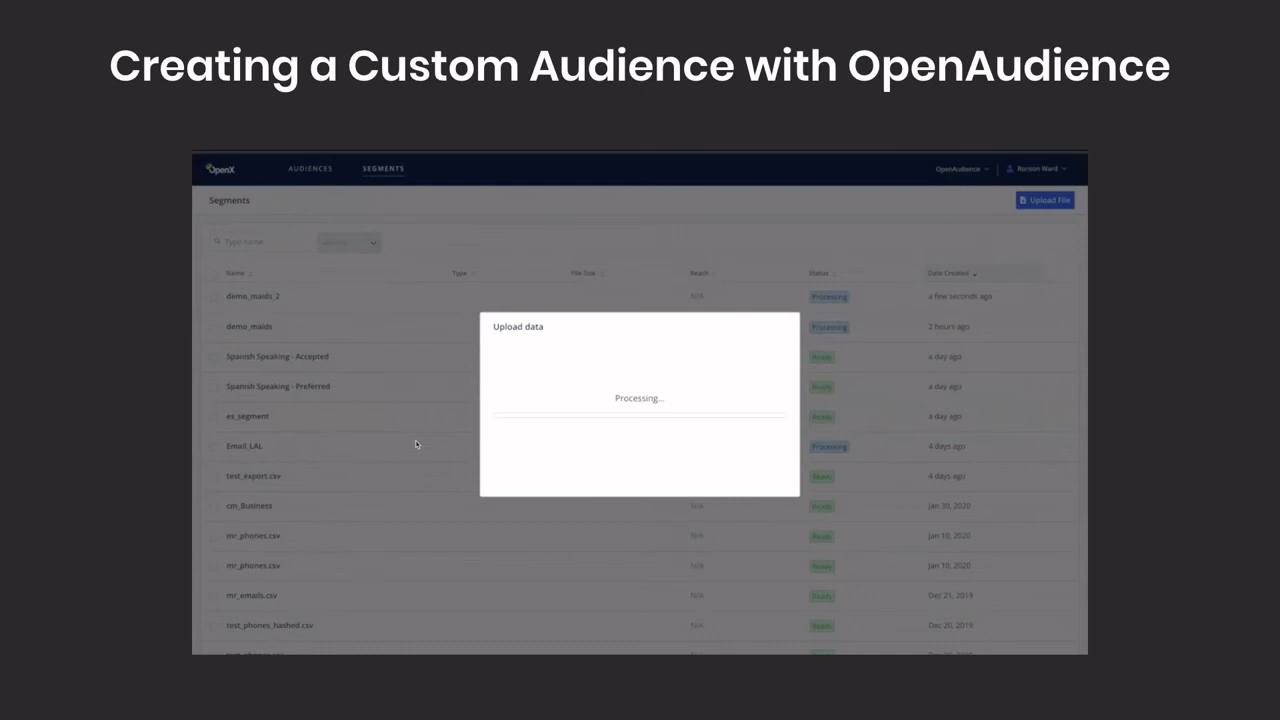 Creating a Custom Audience with OpenAudience
OpenX AUDIENCES SEGMENTS OpenAudience Ronson Ward
Segments Upload File
Type name
Name Type File Size Reach Status Date Created
demo_maids_2 N/A Processing a few seconds ago
demo_maids Processing 2 hours ago
Upload data
Spanish Speaking - Accepted Ready a day ago
Spanish Speaking - Preferred Ready a day ago
Processing...
es_segment Ready a day ago
Email_LAL Processing 4 days ago
test_export.csv Ready 4 days ago
cm_Business N/A Ready Jan 30, 2020
mr_phones.csv N/A Ready Jan 10, 2020
mr_phones.csv N/A Ready Jan 10, 2020
mr_emails.csv N/A Ready Dec 21, 2019
test_phones_hashed.csv N/A Ready Dec 20, 2019